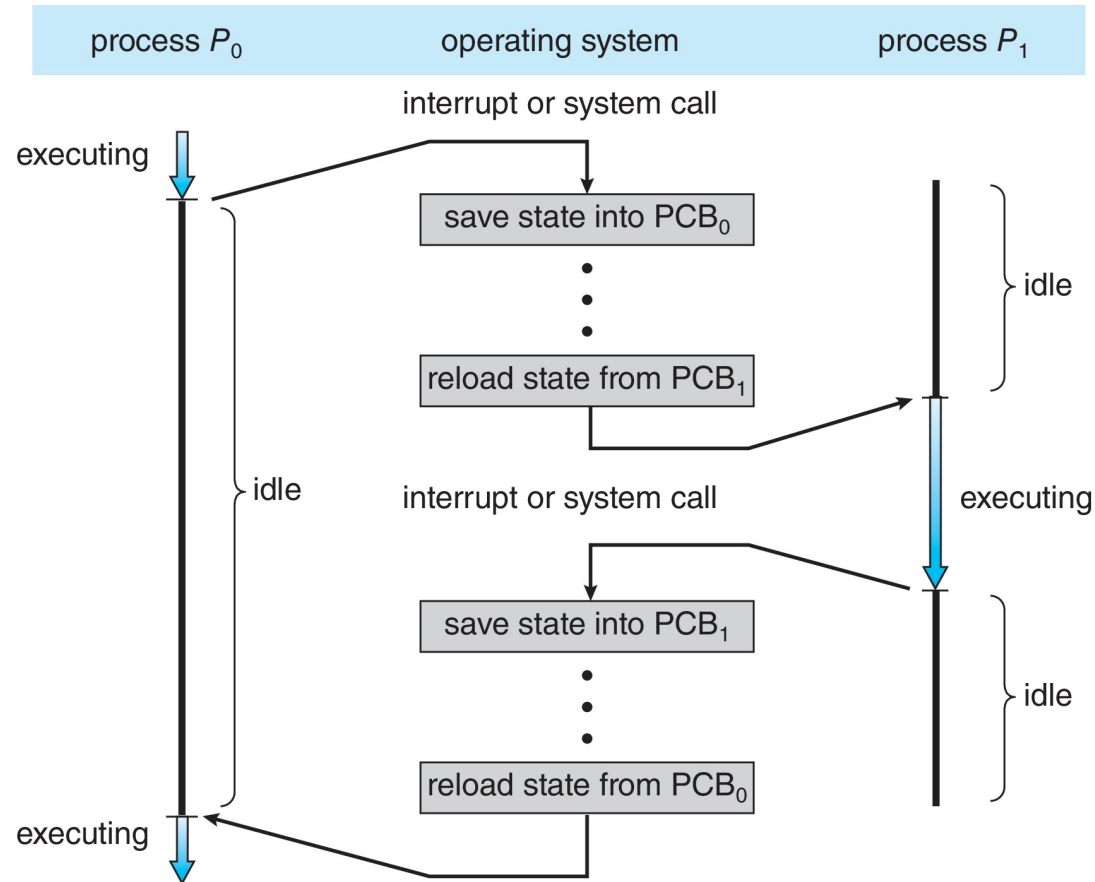 process P₀ operating system process P₁
interrupt or system call
executing
save state into PCB₀
idle
reload state from PCB₁
idle
interrupt or system call
executing
save state into PCB₁
idle
reload state from PCB₀
executing